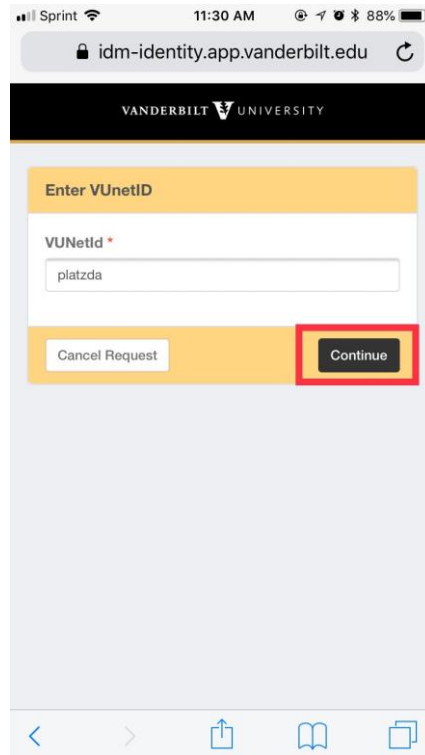 Sprint 11:30 AM 88%
idm-identity.app.vanderbilt.edu
VANDERBILT V UNIVERSITY
Enter VUnetID
VUNetId *
platzda
Cancel Request Continue